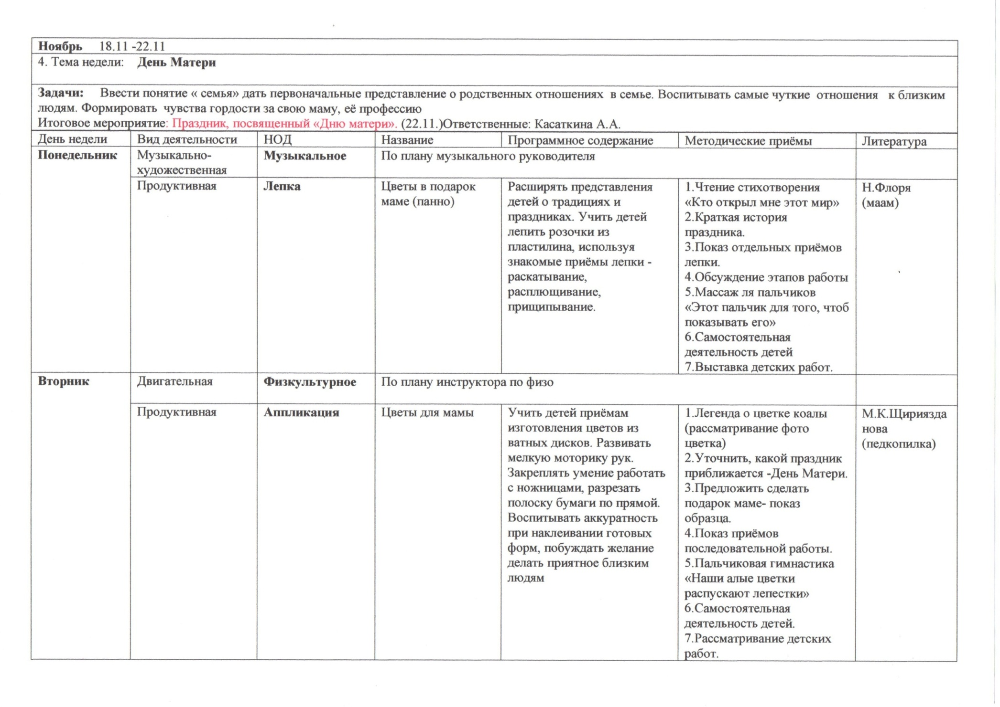 Ноябрь 18.11 -22.11
4. Тема недели: День Матери
Задачи: Ввести понятие « семья» дать первоначальные представление о родственных отношениях в семье. Воспитывать самые чуткие отношения к близким
людям. Формировать чувства гордости за свою маму, её профессию
Итоговое мероприятие: Праздник, посвященный «Дню матери». (22.11.)Ответственные: Касаткина А.А.
День недели Вид деятельности НОД Название Программное содержание Методические приёмы Литература
Понедельник
Музыкально-
художественная
Музыкальное
По плану музыкального руководителя
Продуктивная
Лепка
Цветы в подарок
маме (панно)
Расширять представления
детей о традициях и
праздниках. Учить детей
лепить розочки из
пластилина, используя
знакомые приёмы лепки -
раскатывание,
расплющивание,
прищипывание.
1.Чтение стихотворения
«Кто открыл мне этот мир»
2.Краткая история
праздника.
3.Показ отдельных приёмов
лепки.
4.Обсуждение этапов работы
5.Массаж ля пальчиков
«Этот пальчик для того, чтоб
показывать его»
6.Самостоятельная
деятельность детей
7.Выставка детских работ.
Н.Флоря
(маам)
Вторник
Двигательная
Физкультурное
По плану инструктора по физо
Продуктивная
Аппликация
Цветы для мамы
Учить детей приёмам
изготовления цветов из
ватных дисков. Развивать
мелкую моторику рук.
Закреплять умение работать
с ножницами, разрезать
полоску бумаги по прямой.
Воспитывать аккуратность
при наклеивании готовых
форм, побуждать желание
делать приятное близким
людям
1.Легенда о цветке коалы
(рассматривание фото
цветка)
2.Уточнить, какой праздник
приближается -День Матери.
3.Предложить сделать
подарок маме- показ
образца.
4.Показ приёмов
последовательной работы.
5.Пальчиковая гимнастика
«Наши алые цветки
распускают лепестки»
6.Самостоятельная
деятельность детей.
7.Рассматривание детских
работ.
М.К.Щириязда
нова
(педкопилка)